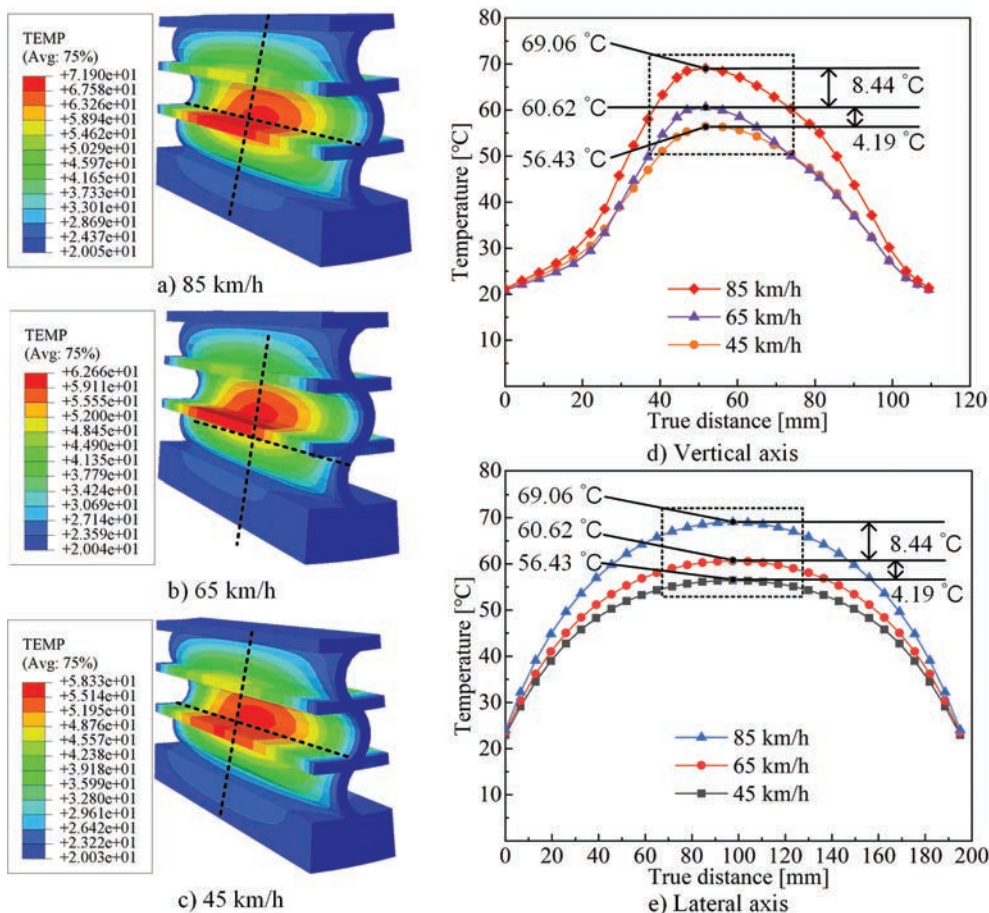 TEMP
(Avg: 75%)
+7.190e+01
+6.758e+01
+6.326e+01
+5.894e+01
+5.462e+01
+5.029e+01
+4.597e+01
+4.165e+01
+3.733e+01
+3.301e+01
+2.869e+01
+2.437e+01
+2.005e+01
a) 85 km/h
TEMP
(Avg: 75%)
+6.266e+01
+5.911e+01
+5.555e+01
+5.200e+01
+4.845e+01
+4.490e+01
+4.135e+01
+3.779e+01
+3.424e+01
+3.069e+01
+2.714e+01
+2.359e+01
+2.004e+01
b) 65 km/h
TEMP
(Avg: 75%)
+5.833e+01
+5.514e+01
+5.195e+01
+4.876e+01
+4.557e+01
+4.238e+01
+3.918e+01
+3.599e+01
+3.280e+01
+2.961e+01
+2.642e+01
+2.322e+01
+2.003e+01
c) 45 km/h
80
70
60
50
40
30
20
10
Temperature [℃]
69.06 ℃
60.62 ℃
56.43 ℃
8.44 ℃
4.19 ℃
85 km/h
65 km/h
45 km/h
0 20 40 60 80 100 120
True distance [mm]
d) Vertical axis
80
70
60
50
40
30
20
10
Temperature [℃]
69.06 ℃
60.62 ℃
56.43 ℃
8.44 ℃
4.19 ℃
85 km/h
65 km/h
45 km/h
0 20 40 60 80 100 120 140 160 180 200
True distance [mm]
e) Lateral axis